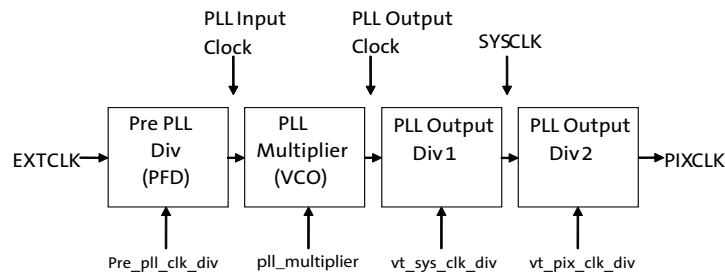 PLL Input
Clock
PLL Output
Clock
SYSCLK
EXTCLK
Pre PLL
Div
(PFD)
PLL
Multiplier
(VCO)
PLL Output
Div 1
PLL Output
Div 2
PIXCLK
Pre_pll_clk_div
pll_multiplier
vt_sys_clk_div
vt_pix_clk_div